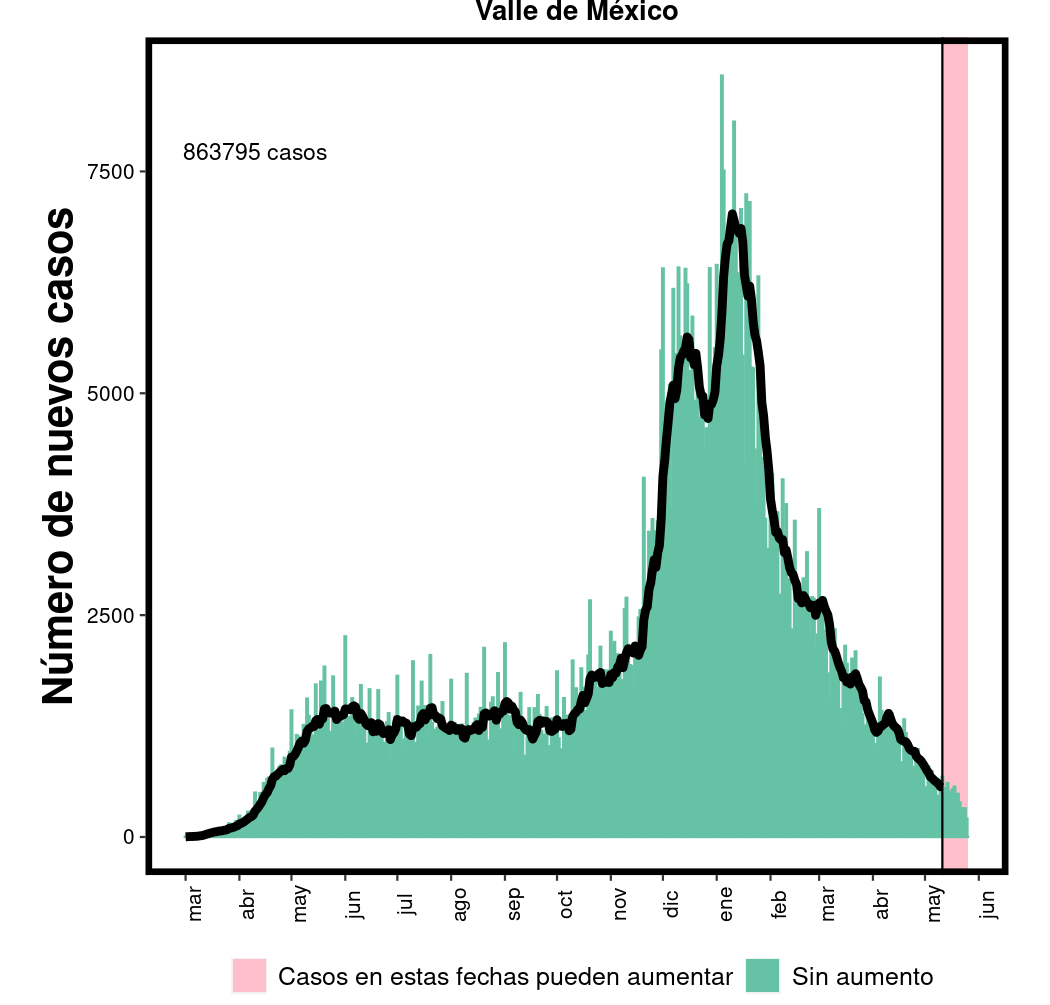 Valle de México
863795 casos
Número de nuevos casos
7500
5000
2500
0
mar
abr
may
jun
jul
ago
sep
oct
nov
dic
ene
feb
mar
abr
may
jun
Casos en estas fechas pueden aumentar
Sin aumento